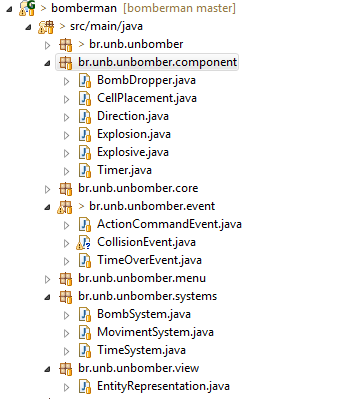 > bomberman [bomberman master]
src/main/java
> br.unb.unbomber
br.unb.unbomber.component
BombDropper.java
CellPlacement.java
Direction.java
Explosion.java
Explosive.java
Timer.java
br.unb.unbomber.core
> br.unb.unbomber.event
ActionCommandEvent.java
CollisionEvent.java
TimeOverEvent.java
br.unb.unbomber.menu
br.unb.unbomber.systems
BombSystem.java
MovimentSystem.java
TimeSystem.java
br.unb.unbomber.view
EntityRepresentation.java